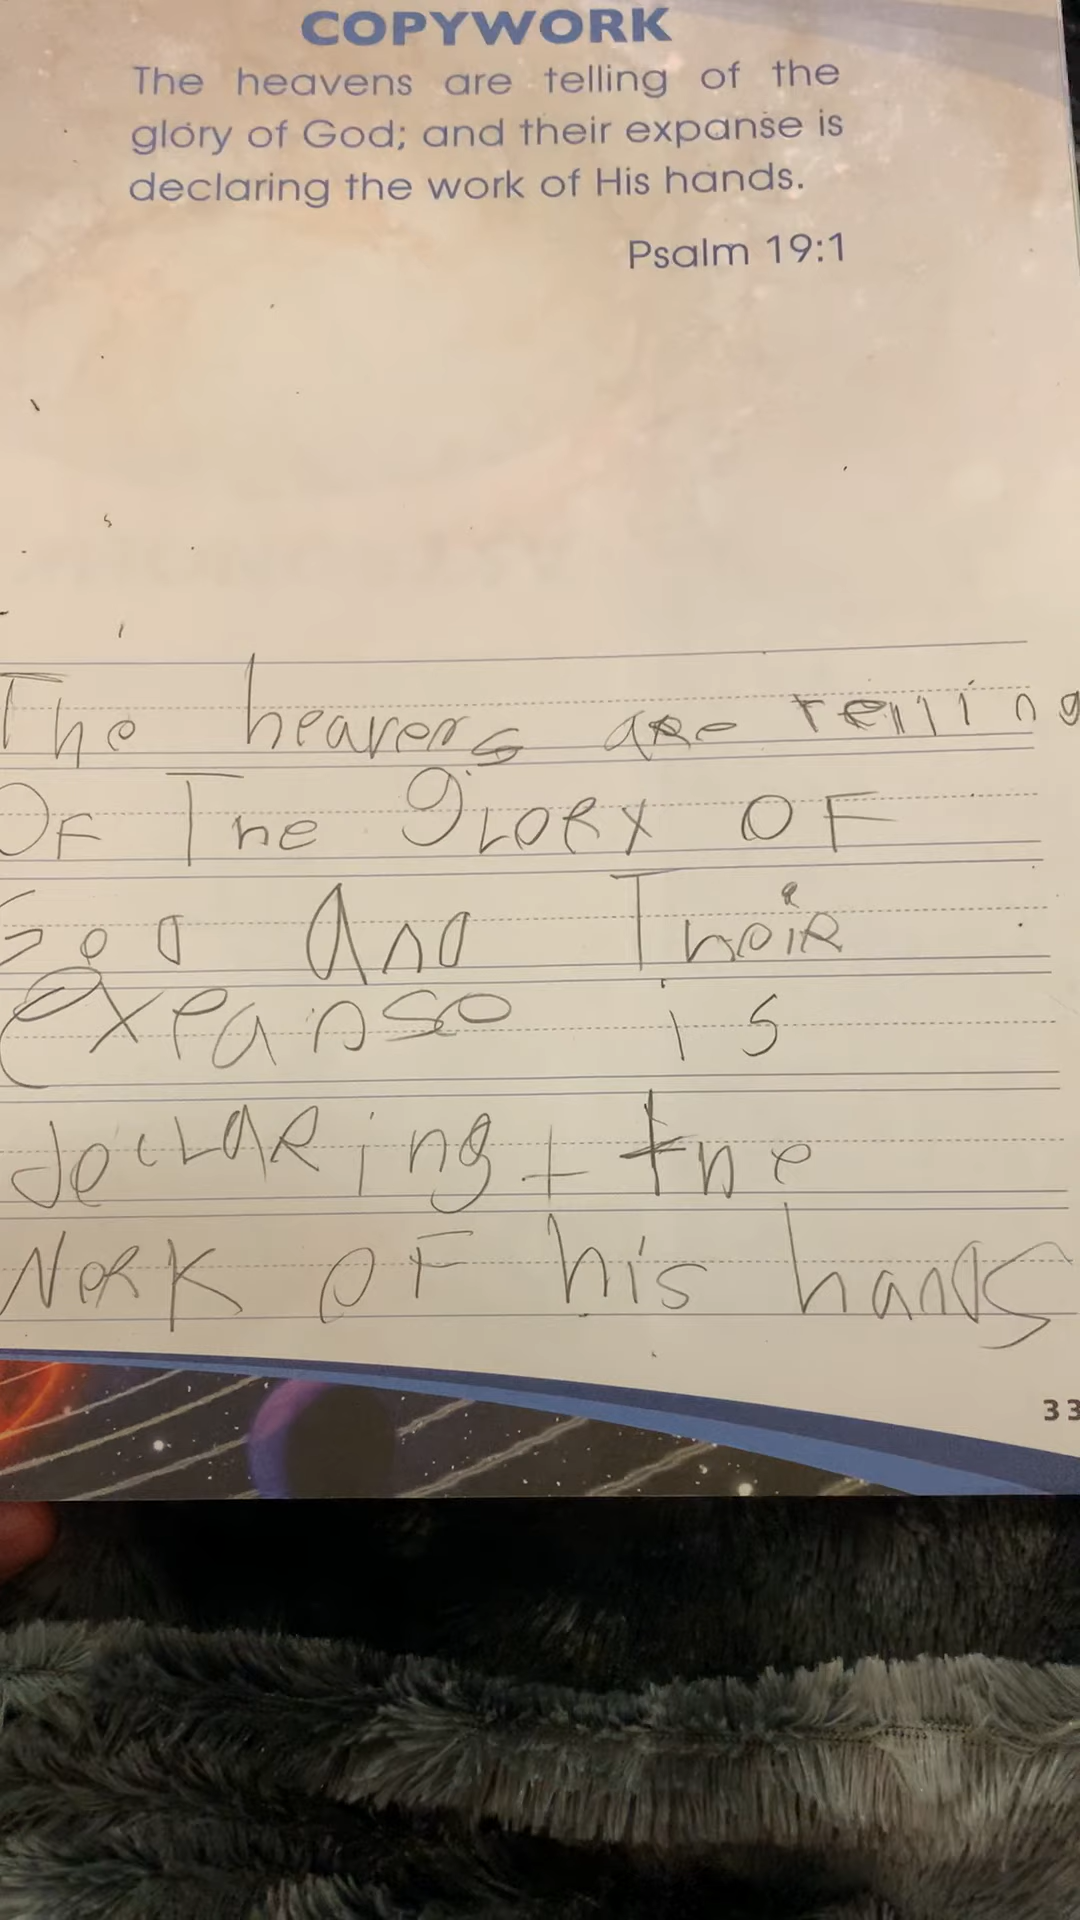 COPYWORK
The heavens are telling of the
glory of God; and their expanse is
declaring the work of His hands.
Psalm 19:1
The heavens are telling
OF The gLORY OF
God And TheiR
expanse is
decLaRing the
WoRK OF his hands
33